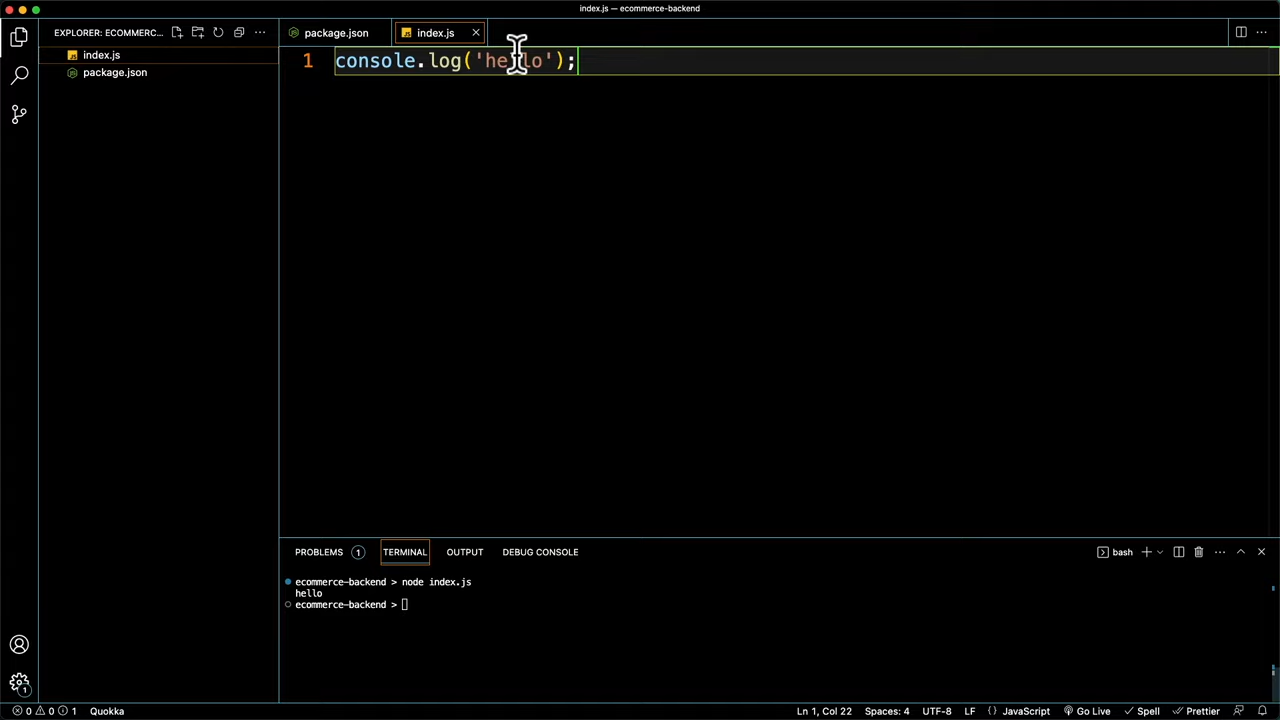 index.js — ecommerce-backend
EXPLORER: ECOMMERC...
package.json
index.js
index.js
package.json
1
console.log('hello');
PROBLEMS 1
TERMINAL
OUTPUT
DEBUG CONSOLE
bash
ecommerce-backend > node index.js
hello
ecommerce-backend >
1
0 0 1
Quokka
Ln 1, Col 22
Spaces: 4
UTF-8
LF
{ } JavaScript
Go Live
Spell
Prettier